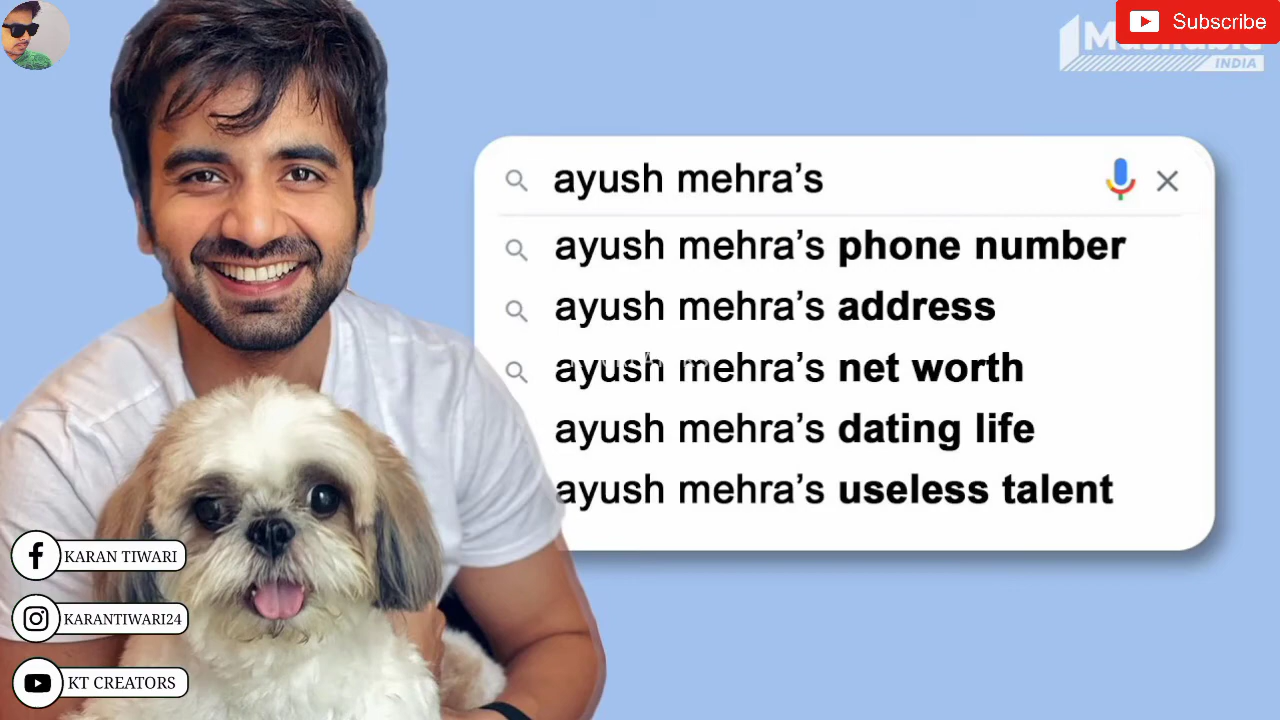 Subscribe
INDIA
ayush mehra's
ayush mehra's phone number
ayush mehra's address
ayush mehra's net worth
ayush mehra's dating life
ayush mehra's useless talent
KARAN TIWARI
KARANTIWARI24
KT CREATORS